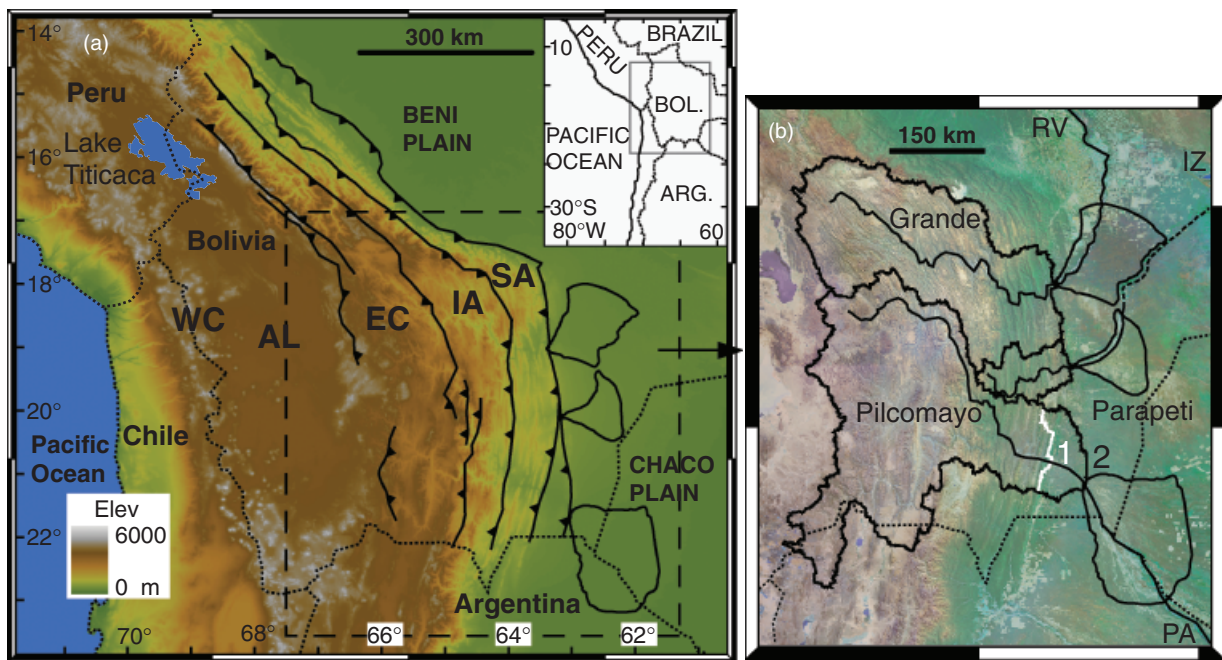 14°
(a)
300 km
Peru
Lake
Titicaca
16°
BENI
PLAIN
Bolivia
18°
WC
AL
EC
IA
SA
20°
Chile
Pacific
Ocean
CHACO
PLAIN
Elev
6000
0 m
22°
Argentina
70°
68°
66°
64°
62°
10
PERU
BRAZIL
BOL.
PACIFIC
OCEAN
ARG.
30°S
80°W
60
(b)
150 km
RV
IZ
Grande
Pilcomayo
Parapeti
1
2
PA